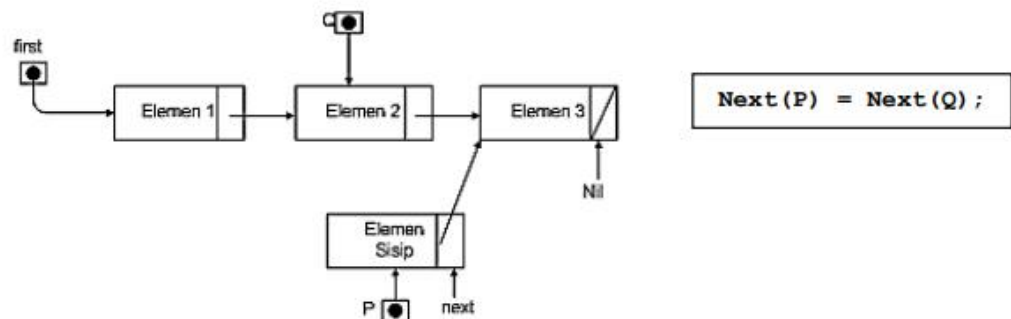 Q
first
Elemen 1
Elemen 2
Elemen 3
Next(P) = Next(Q);
Nil
Elemen
Sisip
P
next